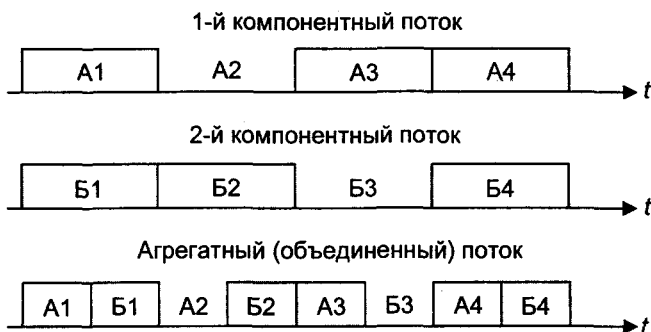 1-й компонентный поток
А1 А2 А3 А4
t
2-й компонентный поток
Б1 Б2 Б3 Б4
t
Агрегатный (объединенный) поток
А1 Б1 А2 Б2 А3 Б3 А4 Б4
t